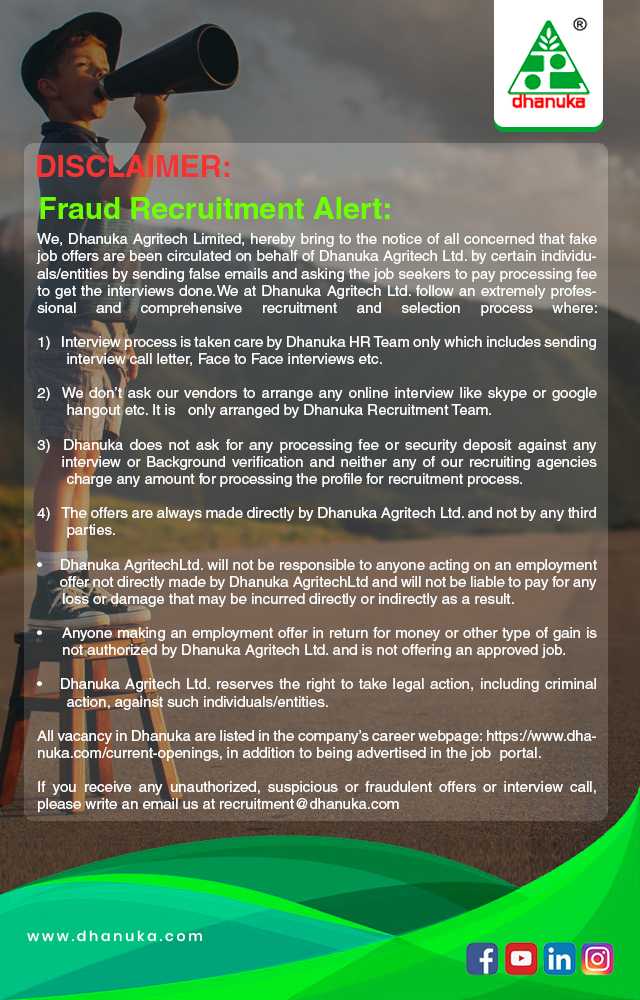 ®
dhanuka
DISCLAIMER:
Fraud Recruitment Alert:
We, Dhanuka Agritech Limited, hereby bring to the notice of all concerned that fake
job offers are been circulated on behalf of Dhanuka Agritech Ltd. by certain individu-
als/entities by sending false emails and asking the job seekers to pay processing fee
to get the interviews done.We at Dhanuka Agritech Ltd. follow an extremely profes-
sional and comprehensive recruitment and selection process where:
1) Interview process is taken care by Dhanuka HR Team only which includes sending
interview call letter, Face to Face interviews etc.
2) We don't ask our vendors to arrange any online interview like skype or google
hangout etc. It is only arranged by Dhanuka Recruitment Team.
3) Dhanuka does not ask for any processing fee or security deposit against any
interview or Background verification and neither any of our recruiting agencies
charge any amount for processing the profile for recruitment process.
4) The offers are always made directly by Dhanuka Agritech Ltd. and not by any third
parties.
• Dhanuka AgritechLtd. will not be responsible to anyone acting on an employment
offer not directly made by Dhanuka AgritechLtd and will not be liable to pay for any
loss or damage that may be incurred directly or indirectly as a result.
• Anyone making an employment offer in return for money or other type of gain is
not authorized by Dhanuka Agritech Ltd. and is not offering an approved job.
• Dhanuka Agritech Ltd. reserves the right to take legal action, including criminal
action, against such individuals/entities.
All vacancy in Dhanuka are listed in the company's career webpage: https://www.dha-
nuka.com/current-openings, in addition to being advertised in the job portal.
If you receive any unauthorized, suspicious or fraudulent offers or interview call,
please write an email us at recruitment@dhanuka.com
www.dhanuka.com